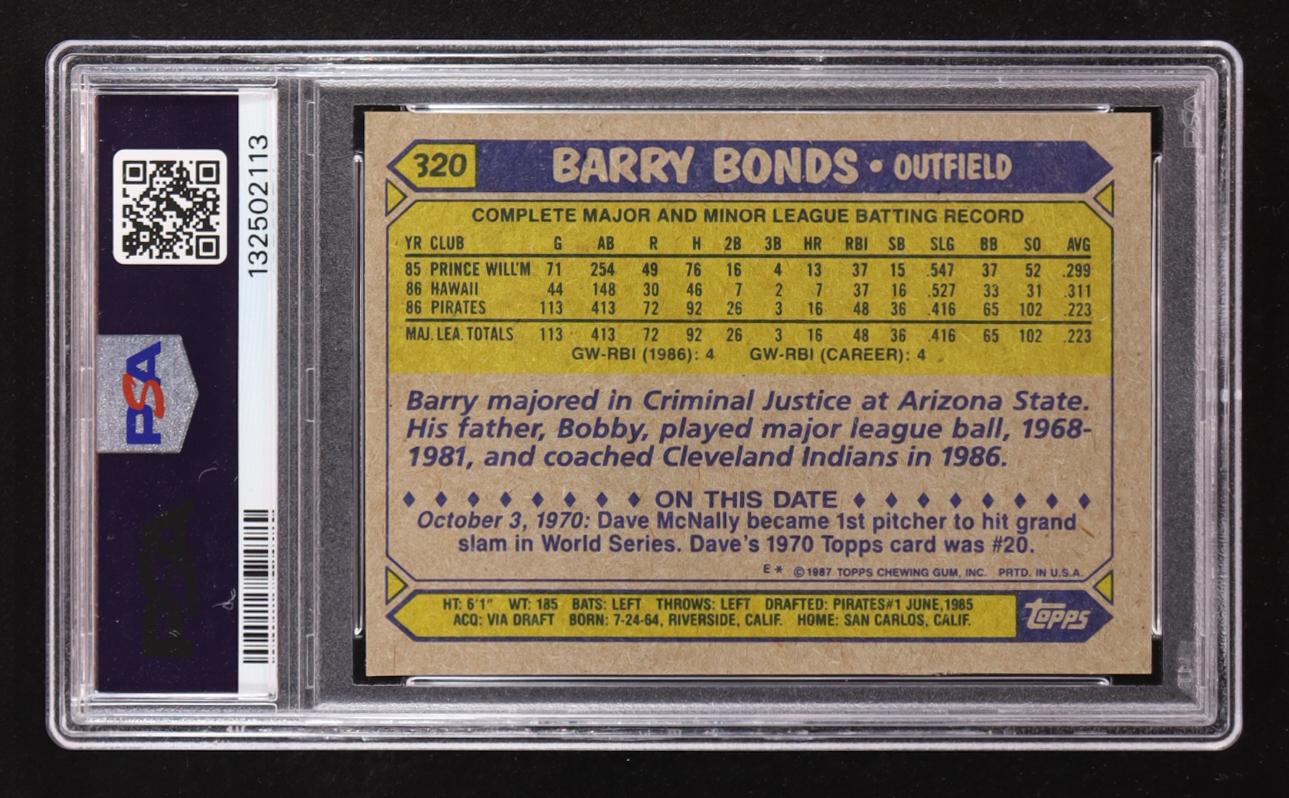 320 BARRY BONDS • OUTFIELD
COMPLETE MAJOR AND MINOR LEAGUE BATTING RECORD
YR CLUB G AB R H 2B 3B HR RBI SB SLG BB SO AVG
85 PRINCE WILL'M 71 254 49 76 16 4 13 37 15 .547 37 52 .299
86 HAWAII 44 148 30 46 7 2 7 37 16 .527 33 31 .311
86 PIRATES 113 413 72 92 26 3 16 48 36 .416 65 102 .223
MAJ. LEA. TOTALS 113 413 72 92 26 3 16 48 36 .416 65 102 .223
GW-RBI (1986): 4 GW-RBI (CAREER): 4
Barry majored in Criminal Justice at Arizona State.
His father, Bobby, played major league ball, 1968-
1981, and coached Cleveland Indians in 1986.
ON THIS DATE
October 3, 1970: Dave McNally became 1st pitcher to hit grand
slam in World Series. Dave's 1970 Topps card was #20.
E* ©1987 TOPPS CHEWING GUM, INC. PRTD. IN U.S.A.
HT: 6'1" WT: 185 BATS: LEFT THROWS: LEFT DRAFTED: PIRATES#1 JUNE,1985
ACQ: VIA DRAFT BORN: 7-24-64, RIVERSIDE, CALIF. HOME: SAN CARLOS, CALIF.
topps
132502113
PSA
PSA